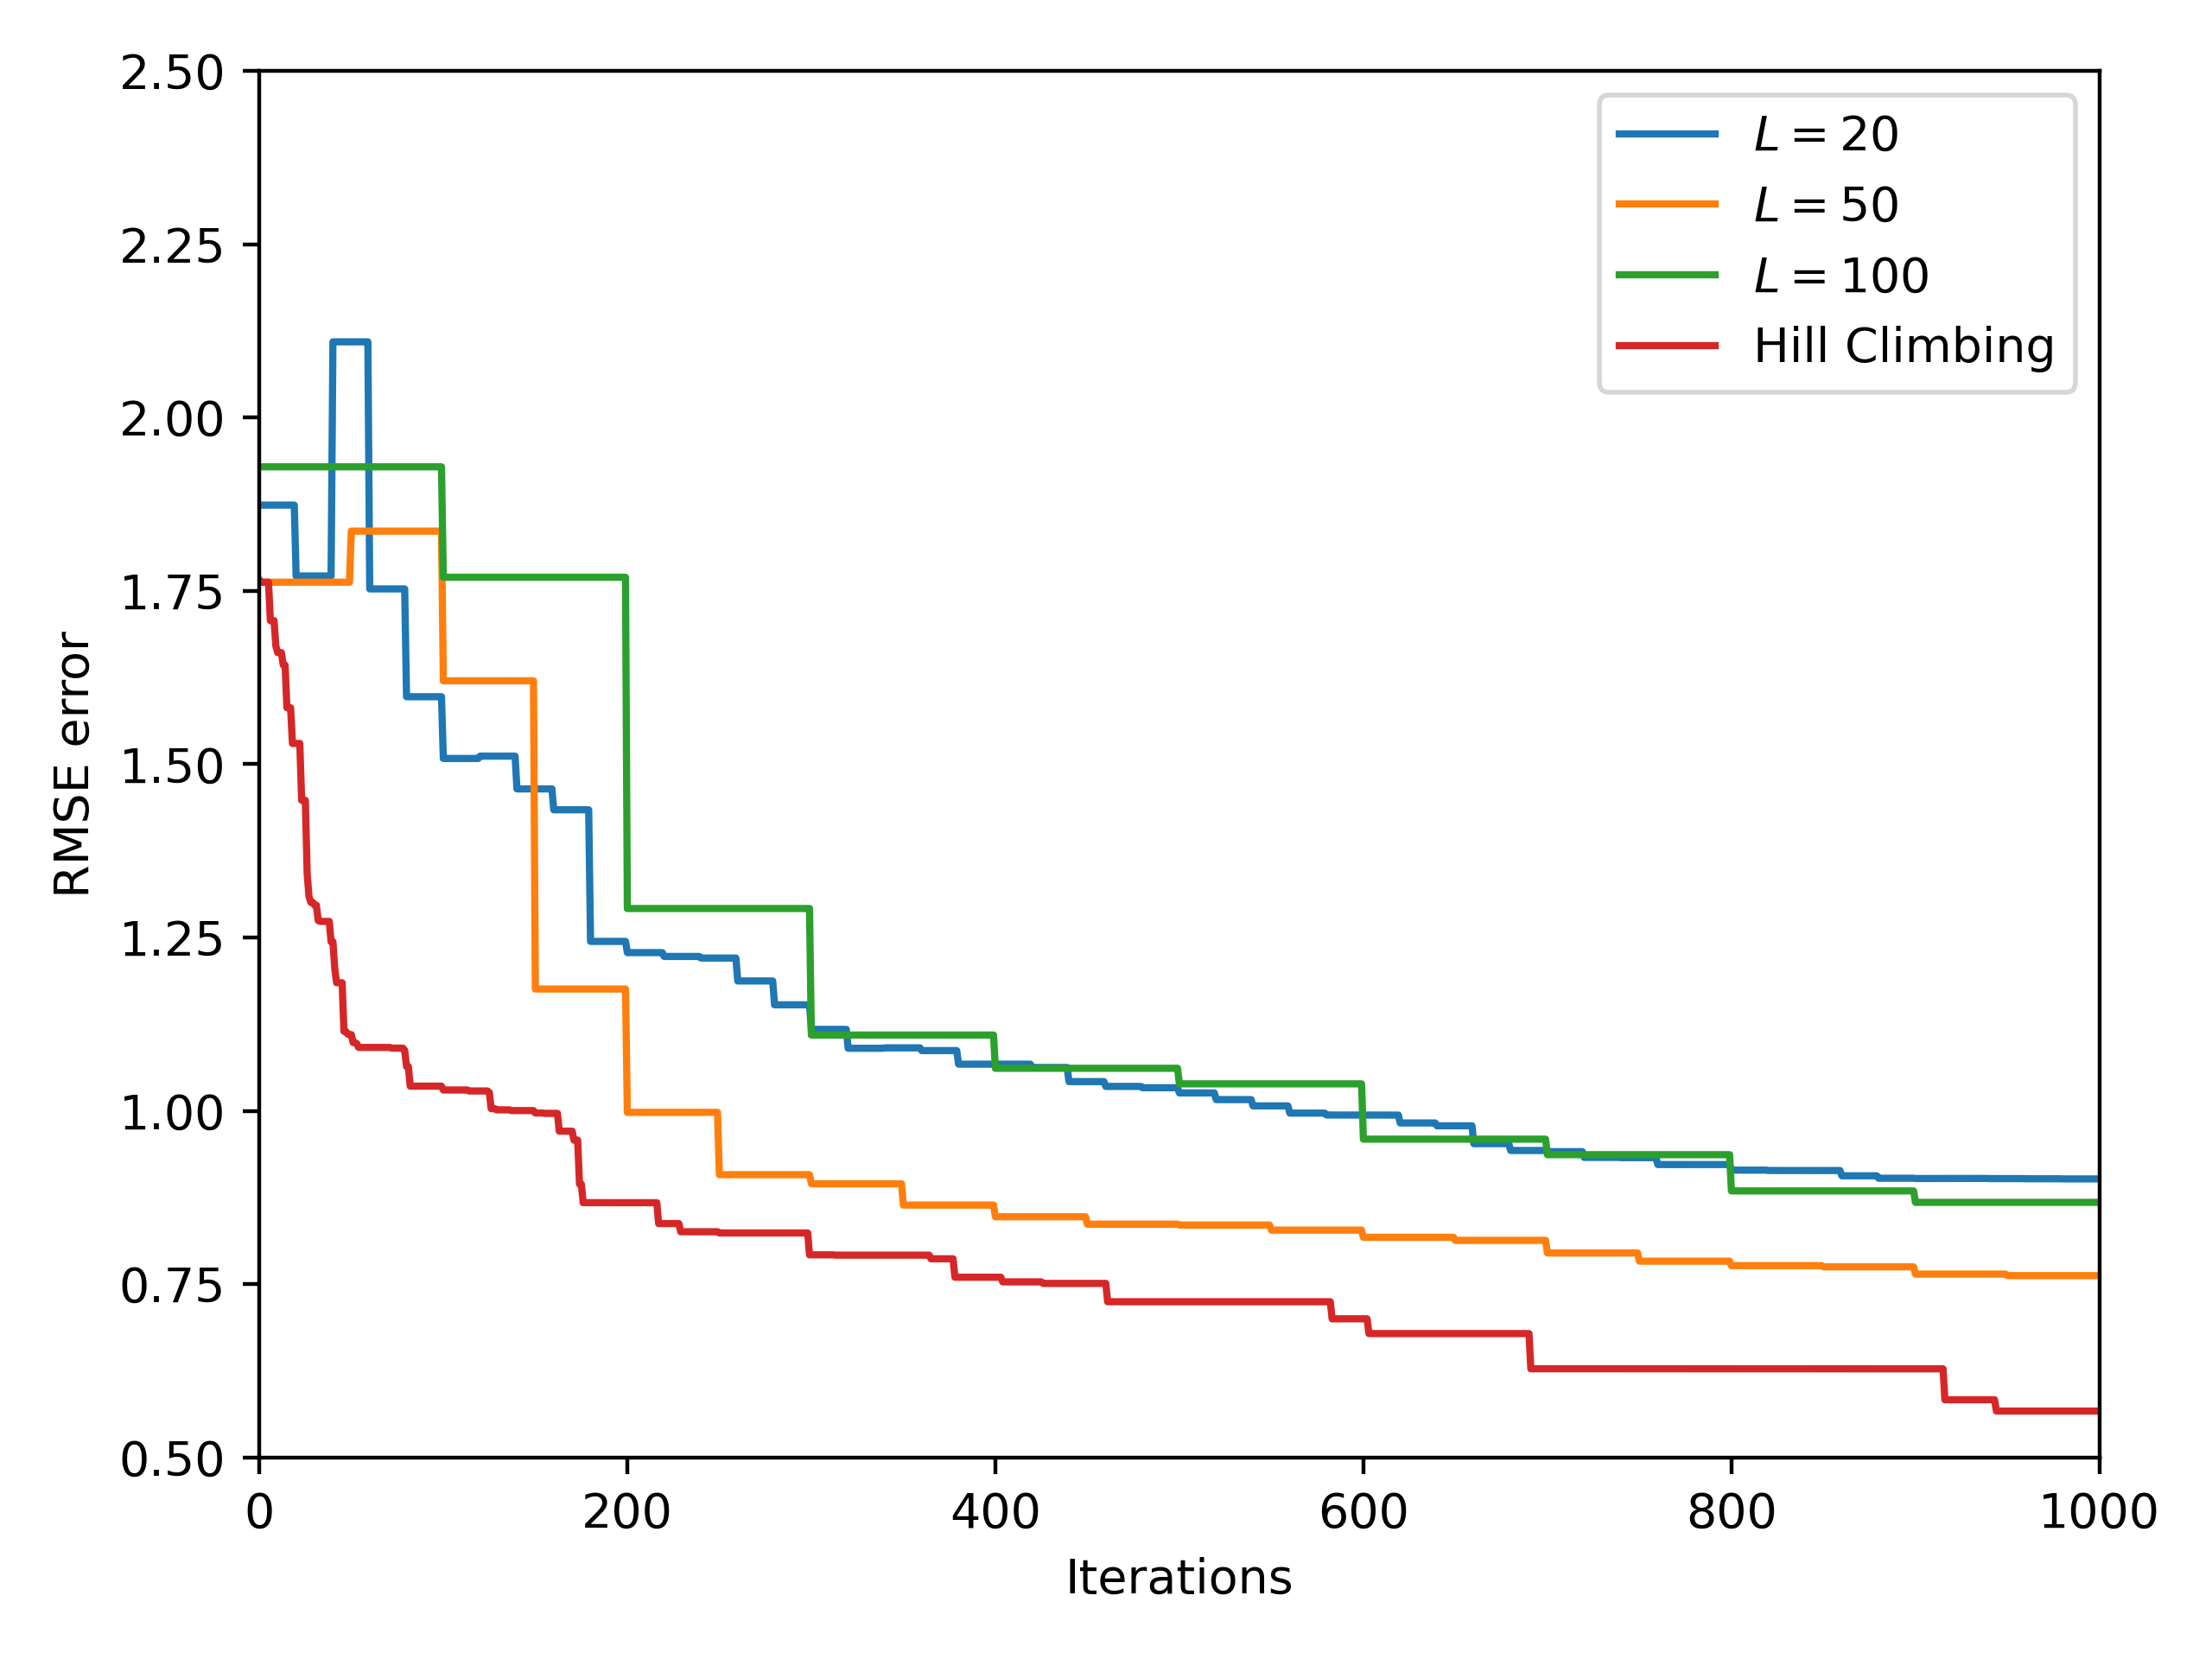 2.50
2.25
2.00
1.75
1.50
1.25
1.00
0.75
0.50
RMSE error
0 200 400 600 800 1000
Iterations
L = 20
L = 50
L = 100
Hill Climbing